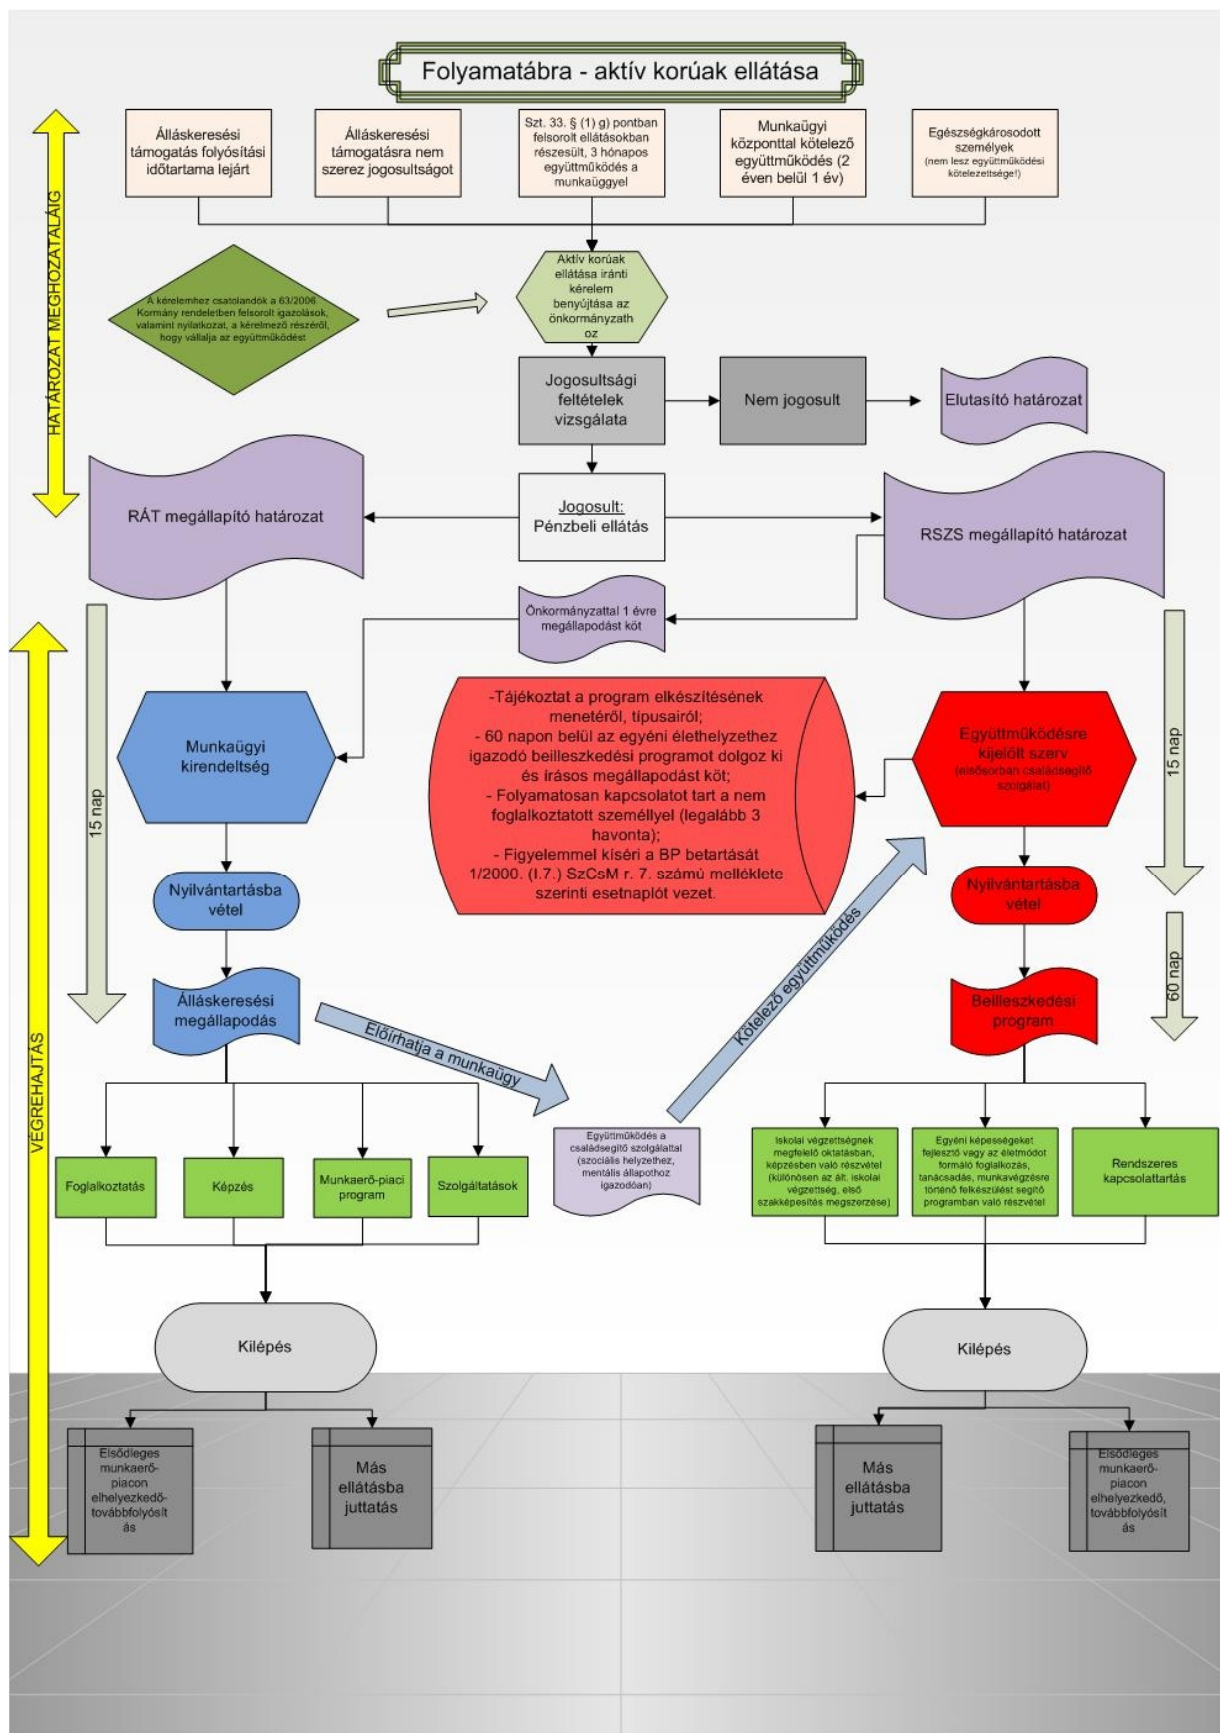 Folyamatábra - aktív korúak ellátása
Álláskeresési
támogatás folyósítási
időtartama lejárt
Álláskeresési
támogatásra nem
szerez jogosultságot
Szt. 33. § (1) g) pontban
felsorolt ellátásokban
részesült, 3 hónapos
együttműködés a
munkaüggyel
Munkaügyi
központtal kötelező
együttműködés (2
éven belül 1 év)
Egészségkárosodott
személyek
(nem lesz együttműködési
kötelezettsége!)
HATÁROZAT MEGHOZATALÁIG
A kérelemhez csatolandók a 63/2006
Kormány rendeletben felsorolt igazolások,
valamint nyilatkozat, a kérelmező részéről,
hogy vállalja az együttműködést
Aktív korúak
ellátása iránti
kérelem
benyújtása az
önkormányzath
oz
Jogosultsági
feltételek
vizsgálata
Nem jogosult
Elutasító határozat
RÁT megállapító határozat
Jogosult:
Pénzbeli ellátás
RSZS megállapító határozat
Önkormányzattal 1 évre
megállapodást köt
VÉGREHAJTÁS
15 nap
Munkaügyi
kirendeltség
-Tájékoztat a program elkészítésének
menetéről, típusairól;
- 60 napon belül az egyéni élethelyzethez
igazodó beilleszkedési programot dolgoz ki
és írásos megállapodást köt;
- Folyamatosan kapcsolatot tart a nem
foglalkoztatott személlyel (legalább 3
havonta);
- Figyelemmel kíséri a BP betartását
1/2000. (I.7.) SzCsM r. 7. számú melléklete
szerinti esetnaplót vezet.
Együttműködésre
kijelölt szerv
(elsősorban családsegítő
szolgálat)
15 nap
Nyilvántartásba
vétel
Nyilvántartásba
vétel
60 nap
Álláskeresési
megállapodás
Előírhatja a munkaügy
Kötelező együttműködés
Beilleszkedési
program
Foglalkoztatás
Képzés
Munkaerő-piaci
program
Szolgáltatások
Együttműködés a
családsegítő szolgálattal
(szociális helyzethez,
mentális állapothoz
igazodóan)
Iskolai végzettségnek
megfelelő oktatásban,
képzésben való részvétel
(különösen az ált. iskolai
végzettség, első
szakképesítés megszerzése)
Egyéni képességeket
fejlesztő vagy az életmódot
formáló foglalkozás,
tanácsadás, munkavégzésre
történő felkészülést segítő
programban való részvétel
Rendszeres
kapcsolattartás
Kilépés
Kilépés
Elsődleges
munkaerő-
piacon
elhelyezkedő-
továbbfolyósít
ás
Más
ellátásba
juttatás
Más
ellátásba
juttatás
Elsődleges
munkaerő-
piacon
elhelyezkedő,
továbbfolyósít
ás